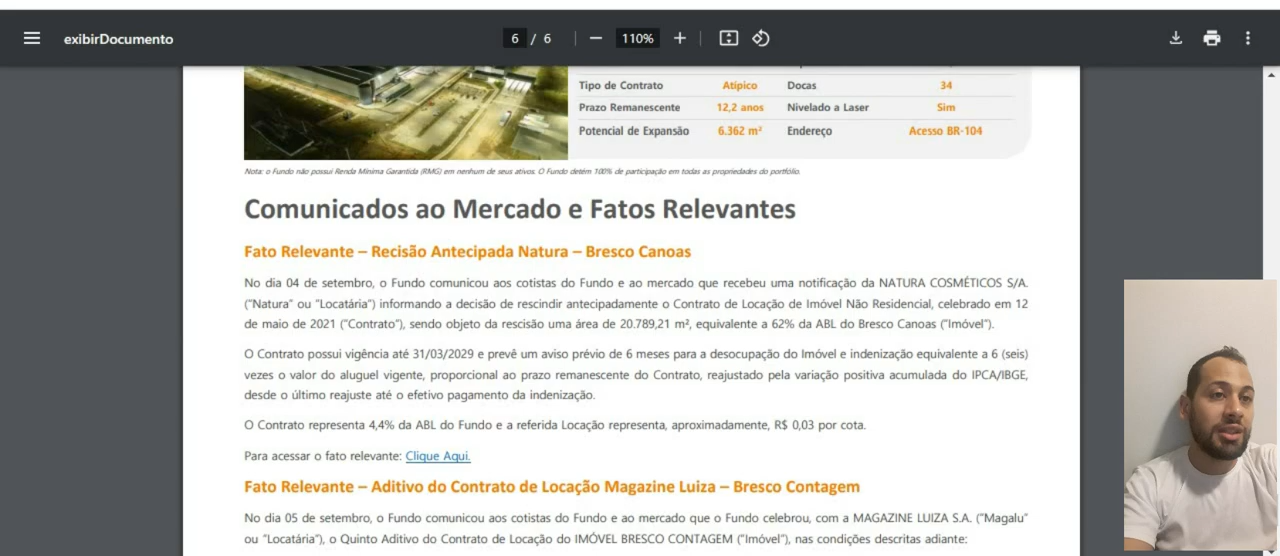 exibirDocumento
6 / 6
110%
Tipo de Contrato Atípico Docas 34
Prazo Remanescente 12,2 anos Nivelado a Laser Sim
Potencial de Expansão 6.362 m² Endereço Acesso BR-104
Nota: o Fundo não possui Renda Mínima Garantida (RMG) em nenhum de seus ativos. O Fundo detém 100% de participação em todas as propriedades do portfólio.
Comunicados ao Mercado e Fatos Relevantes
Fato Relevante – Recisão Antecipada Natura – Bresco Canoas
No dia 04 de setembro, o Fundo comunicou aos cotistas do Fundo e ao mercado que recebeu uma notificação da NATURA COSMÉTICOS S/A.
("Natura" ou "Locatária") informando a decisão de rescindir antecipadamente o Contrato de Locação de Imóvel Não Residencial, celebrado em 12
de maio de 2021 ("Contrato"), sendo objeto da rescisão uma área de 20.789,21 m², equivalente a 62% da ABL do Bresco Canoas ("Imóvel").
O Contrato possui vigência até 31/03/2029 e prevê um aviso prévio de 6 meses para a desocupação do Imóvel e indenização equivalente a 6 (seis)
vezes o valor do aluguel vigente, proporcional ao prazo remanescente do Contrato, reajustado pela variação positiva acumulada do IPCA/IBGE,
desde o último reajuste até o efetivo pagamento da indenização.
O Contrato representa 4,4% da ABL do Fundo e a referida Locação representa, aproximadamente, R$ 0,03 por cota.
Para acessar o fato relevante: Clique Aqui.
Fato Relevante – Aditivo do Contrato de Locação Magazine Luiza – Bresco Contagem
No dia 05 de setembro, o Fundo comunicou aos cotistas do Fundo e ao mercado que o Fundo celebrou, com a MAGAZINE LUIZA S.A. ("Magalu"
ou "Locatária"), o Quinto Aditivo do Contrato de Locação do IMÓVEL BRESCO CONTAGEM ("Imóvel"), nas condições descritas adiante: